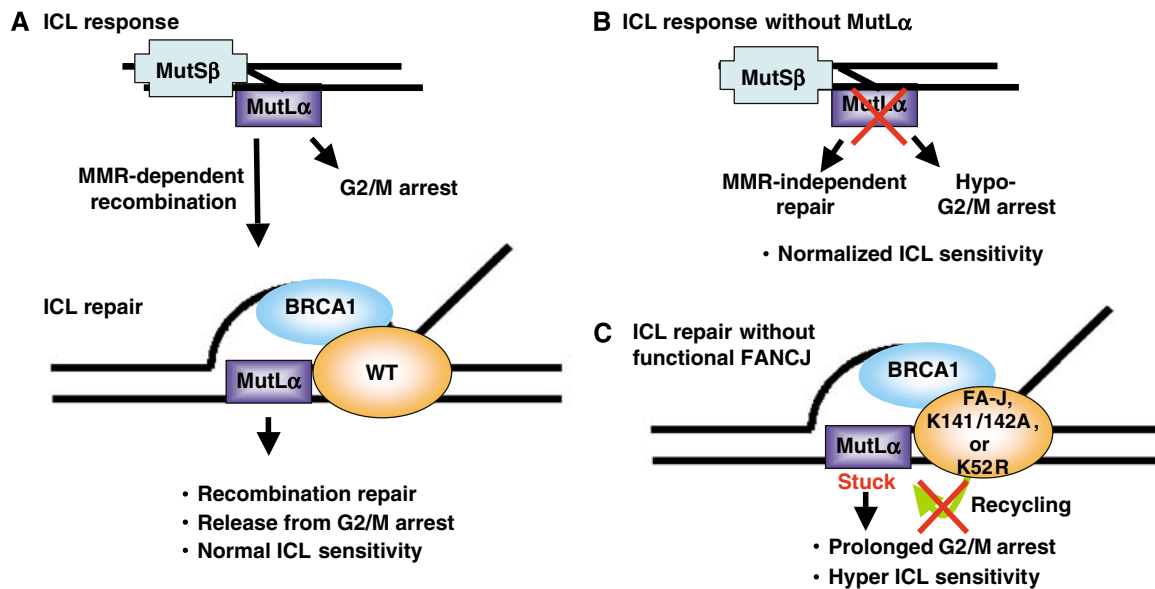 A ICL response
MutSβ
MutLα
MMR-dependent
recombination
G2/M arrest
ICL repair
BRCA1
MutLα
WT
• Recombination repair
• Release from G2/M arrest
• Normal ICL sensitivity
B ICL response without MutLα
MutSβ
MutLα
MMR-independent
repair
Hypo-
G2/M arrest
• Normalized ICL sensitivity
C ICL repair without
functional FANCJ
BRCA1
FA-J,
K141/142A,
or
K52R
MutLα
Stuck
Recycling
• Prolonged G2/M arrest
• Hyper ICL sensitivity